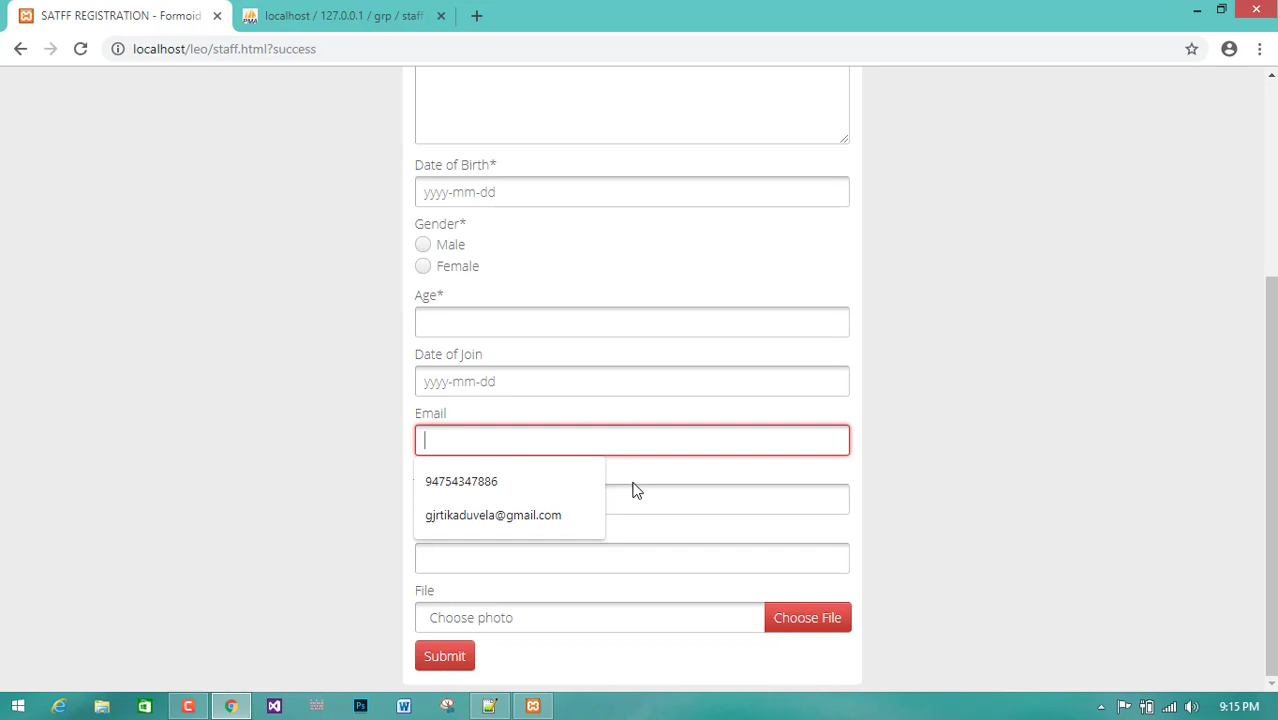 SATFF REGISTRATION - Formoid
localhost / 127.0.0.1 / grp / staff
localhost/leo/staff.html?success
Date of Birth*
yyyy-mm-dd
Gender*
Male
Female
Age*
Date of Join
yyyy-mm-dd
Email
94754347886
gjrtikaduvela@gmail.com
File
Choose photo
Choose File
Submit
9:15 PM